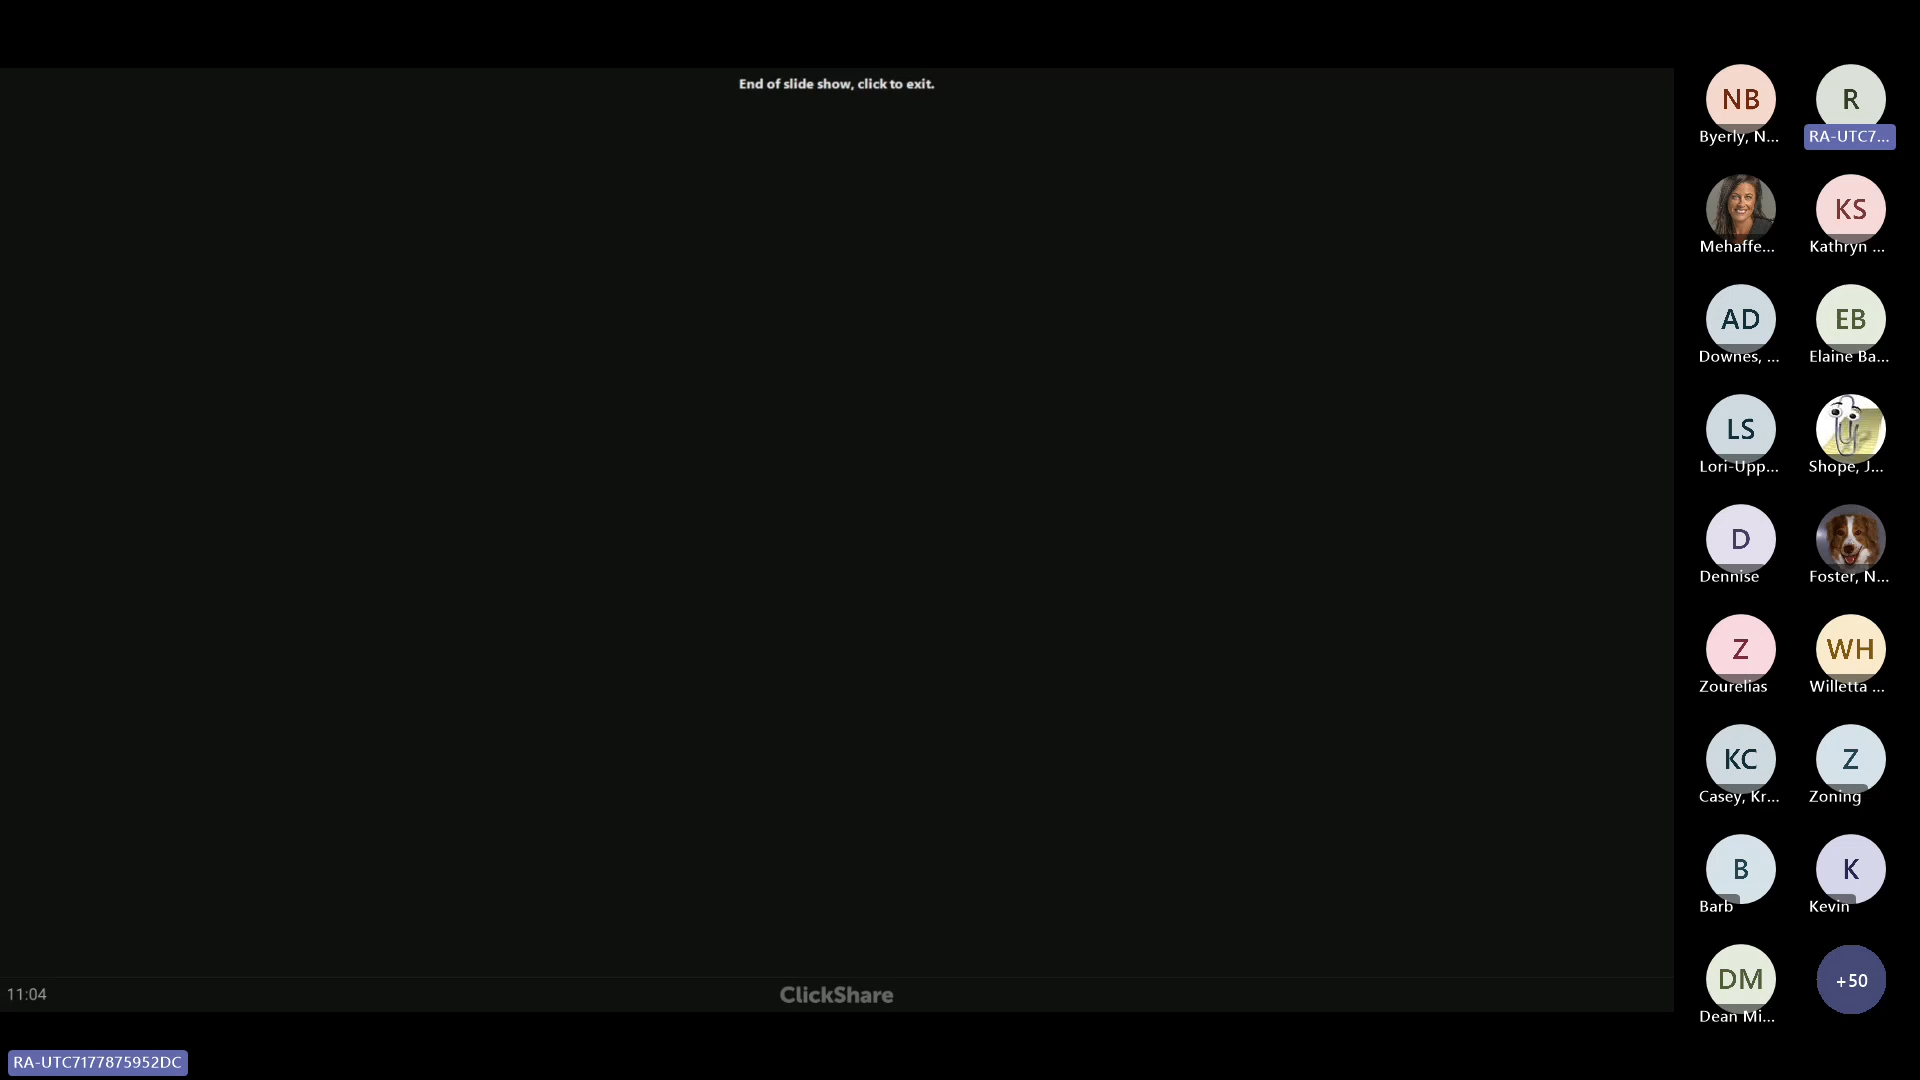 End of slide show, click to exit.
NB
R
Byerly, N...
RA-UTC7...
KS
Mehaffe...
Kathryn ...
AD
EB
Downes, ...
Elaine Ba...
LS
Lori-Upp...
Shope, J...
D
Dennise
Foster, N...
Z
WH
Zourelias
Willetta ...
KC
Z
Casey, Kr...
Zoning
B
K
Barb
Kevin
DM
+50
Dean Mi...
11:04
ClickShare
RA-UTC7177875952DC